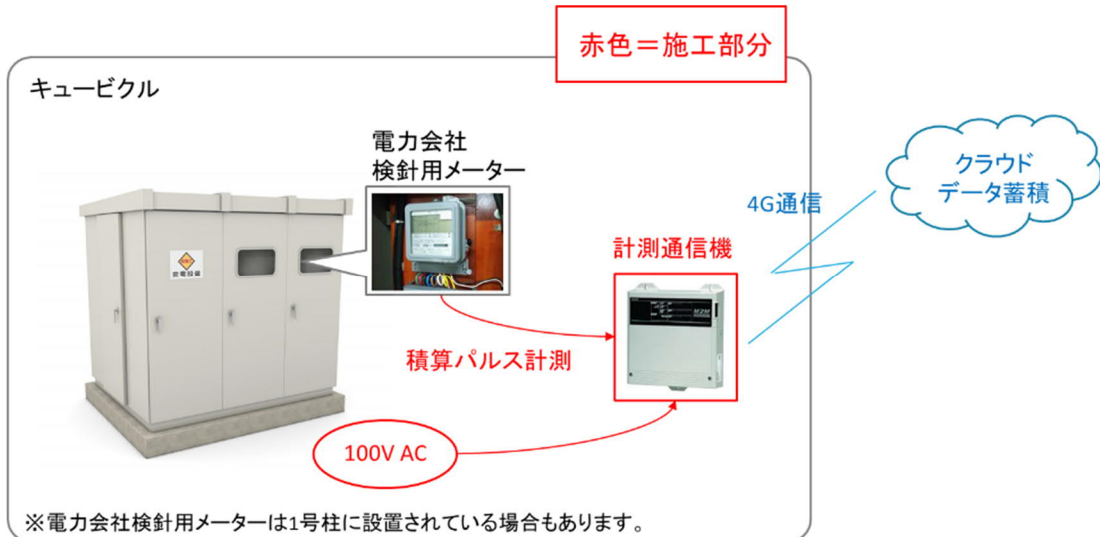 赤色＝施工部分
キュービクル
電力会社
検針用メーター
クラウド
データ蓄積
4G通信
計測通信機
M2M
積算パルス計測
100V AC
※電力会社検針用メーターは1号柱に設置されている場合もあります。